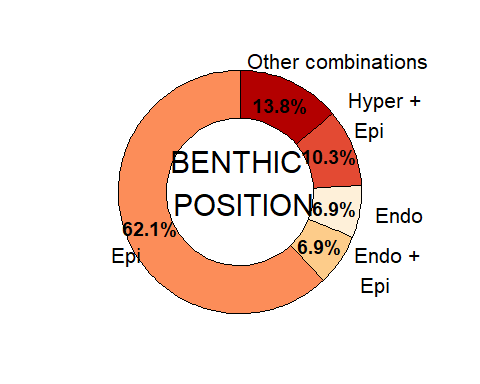 Other combinations
13.8%
Hyper +
Epi
10.3%
BENTHIC
POSITION
6.9%
Endo
62.1%
Epi
6.9%
Endo +
Epi